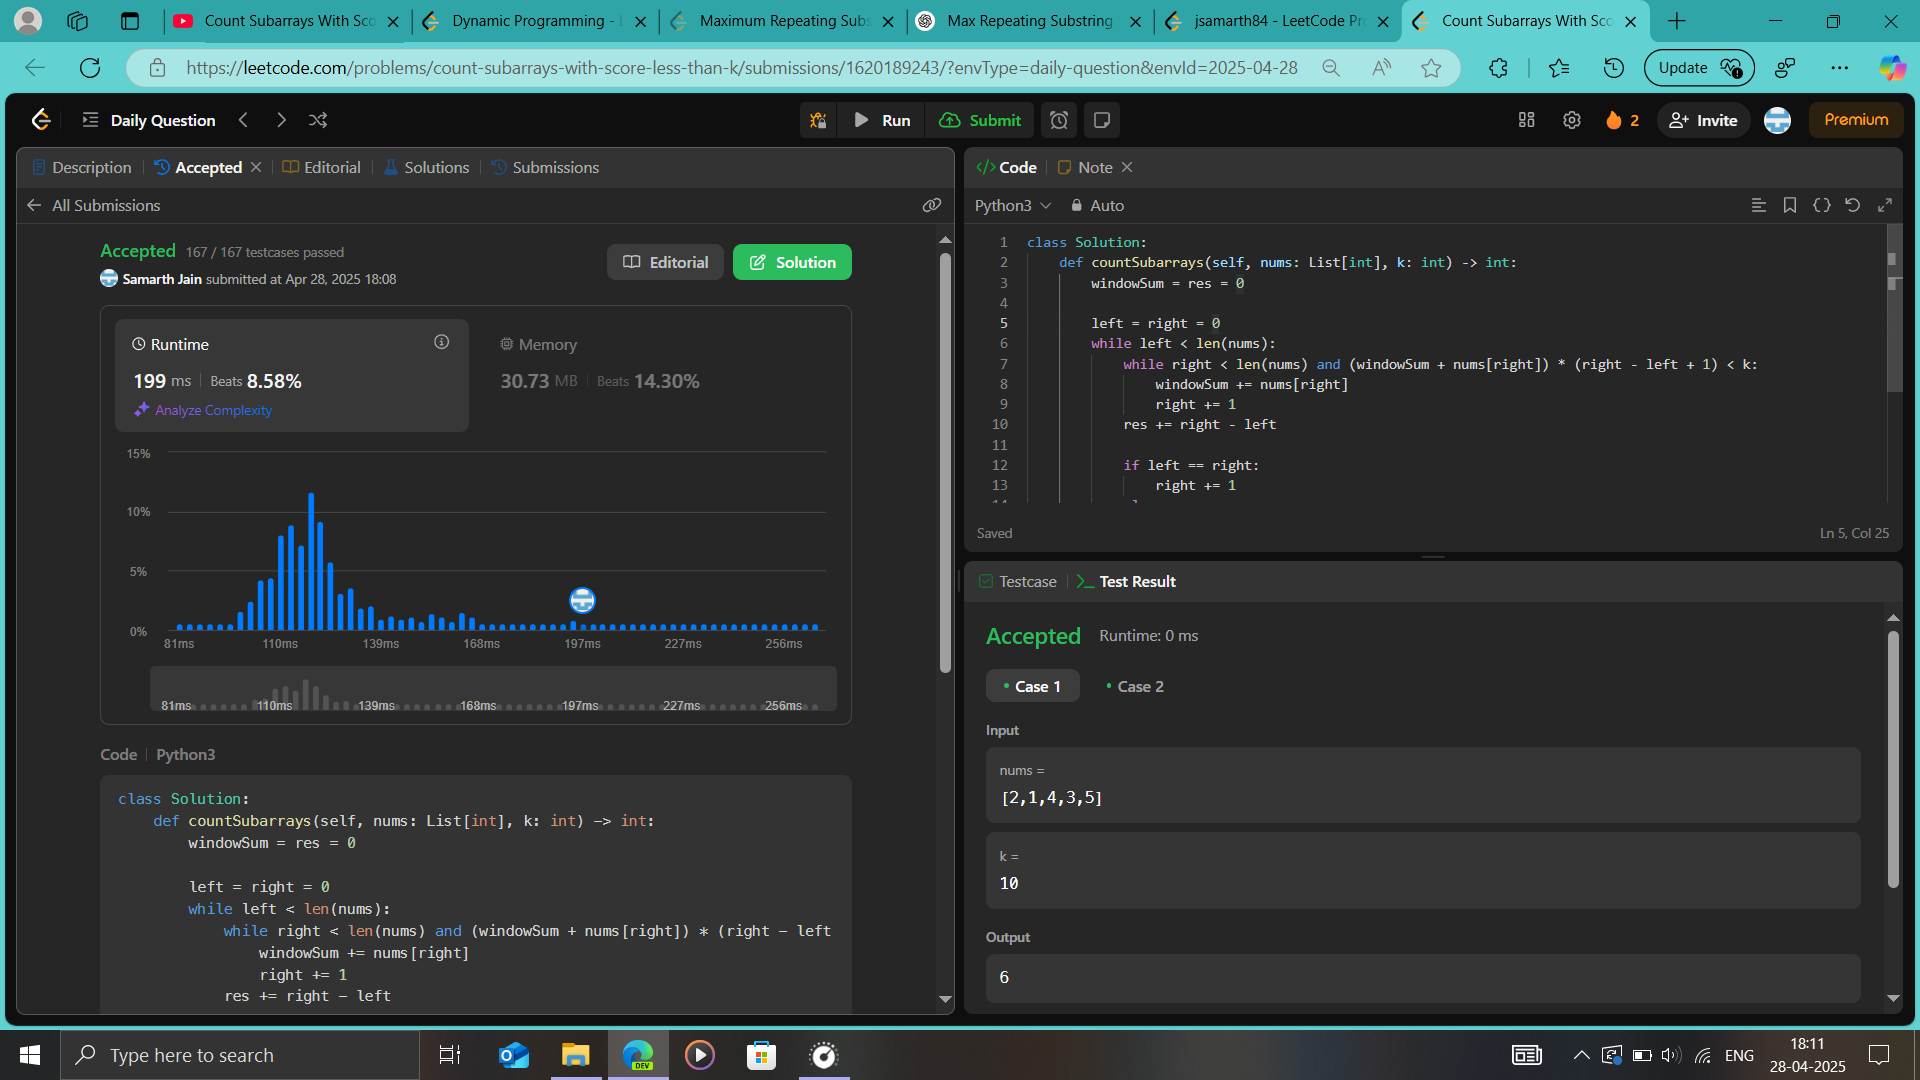 Count Subarrays With Sco
Dynamic Programming - L
Maximum Repeating Subs
Max Repeating Substring
jsamarth84 - LeetCode Pr
Count Subarrays With Sco
https://leetcode.com/problems/count-subarrays-with-score-less-than-k/submissions/1620189243/?envType=daily-question&envId=2025-04-28
Update
Daily Question
Run
Submit
2
Invite
Premium
Description
Accepted
Editorial
Solutions
Submissions
All Submissions
Accepted 167 / 167 testcases passed
Samarth Jain submitted at Apr 28, 2025 18:08
Editorial
Solution
Runtime
199 ms | Beats 8.58%
Analyze Complexity
Memory
30.73 MB | Beats 14.30%
15%
10%
5%
0%
81ms 110ms 139ms 168ms 197ms 227ms 256ms
81ms 110ms 139ms 168ms 197ms 227ms 256ms
Code | Python3
class Solution:
    def countSubarrays(self, nums: List[int], k: int) -> int:
        windowSum = res = 0
        left = right = 0
        while left < len(nums):
            while right < len(nums) and (windowSum + nums[right]) * (right - left
                windowSum += nums[right]
                right += 1
            res += right - left
</> Code
Note
Python3
Auto
1 class Solution:
2     def countSubarrays(self, nums: List[int], k: int) -> int:
3         windowSum = res = 0
4
5         left = right = 0
6         while left < len(nums):
7             while right < len(nums) and (windowSum + nums[right]) * (right - left + 1) < k:
8                 windowSum += nums[right]
9                 right += 1
10             res += right - left
11
12             if left == right:
13                 right += 1
Saved
Ln 5, Col 25
Testcase
Test Result
Accepted Runtime: 0 ms
Case 1
Case 2
Input
nums =
[2,1,4,3,5]
k =
10
Output
6
Type here to search
DEV
ENG
18:11
28-04-2025